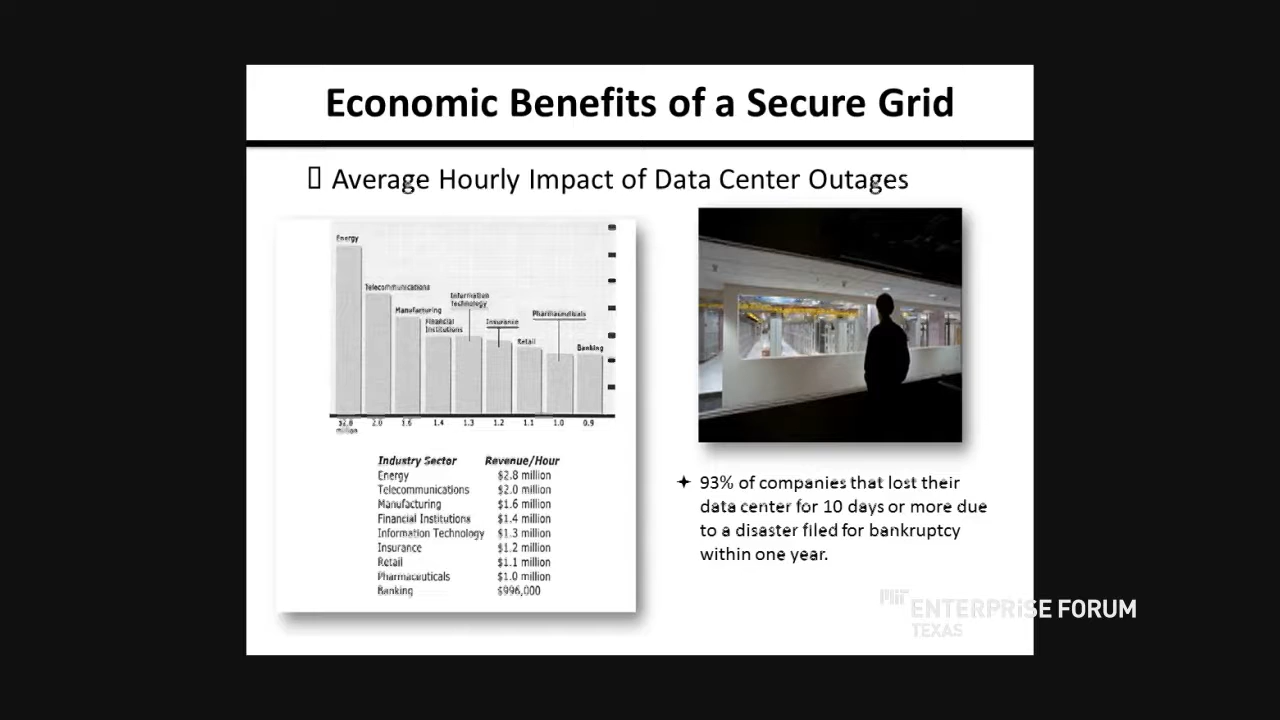 Economic Benefits of a Secure Grid
Average Hourly Impact of Data Center Outages
Energy
Telecommunications
Manufacturing
Financial
Institutions
Information
Technology
Insurance
Retail
Pharmaceuticals
Banking
$2.8 2.0 1.6 1.4 1.3 1.2 1.1 1.0 0.9
million
Industry Sector Revenue/Hour
Energy $2.8 million
Telecommunications $2.0 million
Manufacturing $1.6 million
Financial Institutions $1.4 million
Information Technology $1.3 million
Insurance $1.2 million
Retail $1.1 million
Pharmaceuticals $1.0 million
Banking $996,000
93% of companies that lost their
data center for 10 days or more due
to a disaster filed for bankruptcy
within one year.
MIT ENTERPRISE FORUM
TEXAS